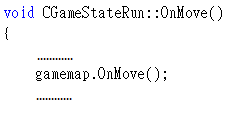 void CGameStateRun::OnMove()
{
…………
gamemap.OnMove();
…………